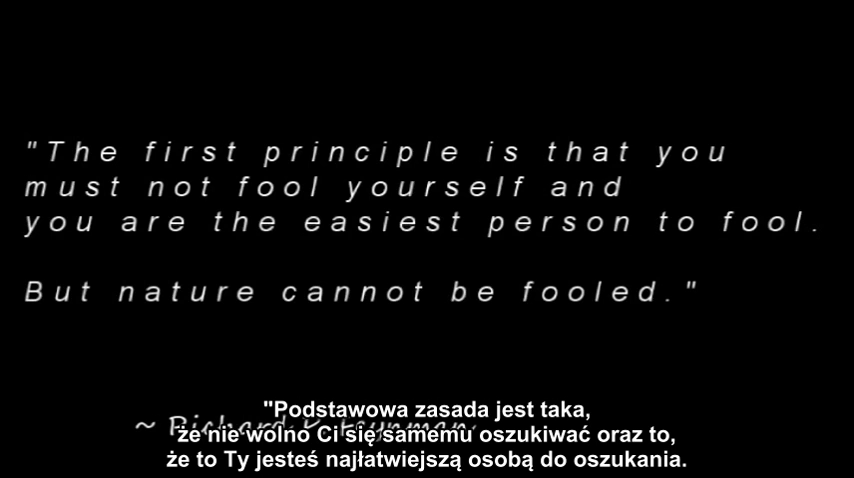 "The first principle is that you
must not fool yourself and
you are the easiest person to fool.
But nature cannot be fooled."
~ Richard
"Podstawowa zasada jest taka,
że nie wolno Ci się samemu oszukiwać oraz to,
że to Ty jesteś najłatwiejszą osobą do oszukania.